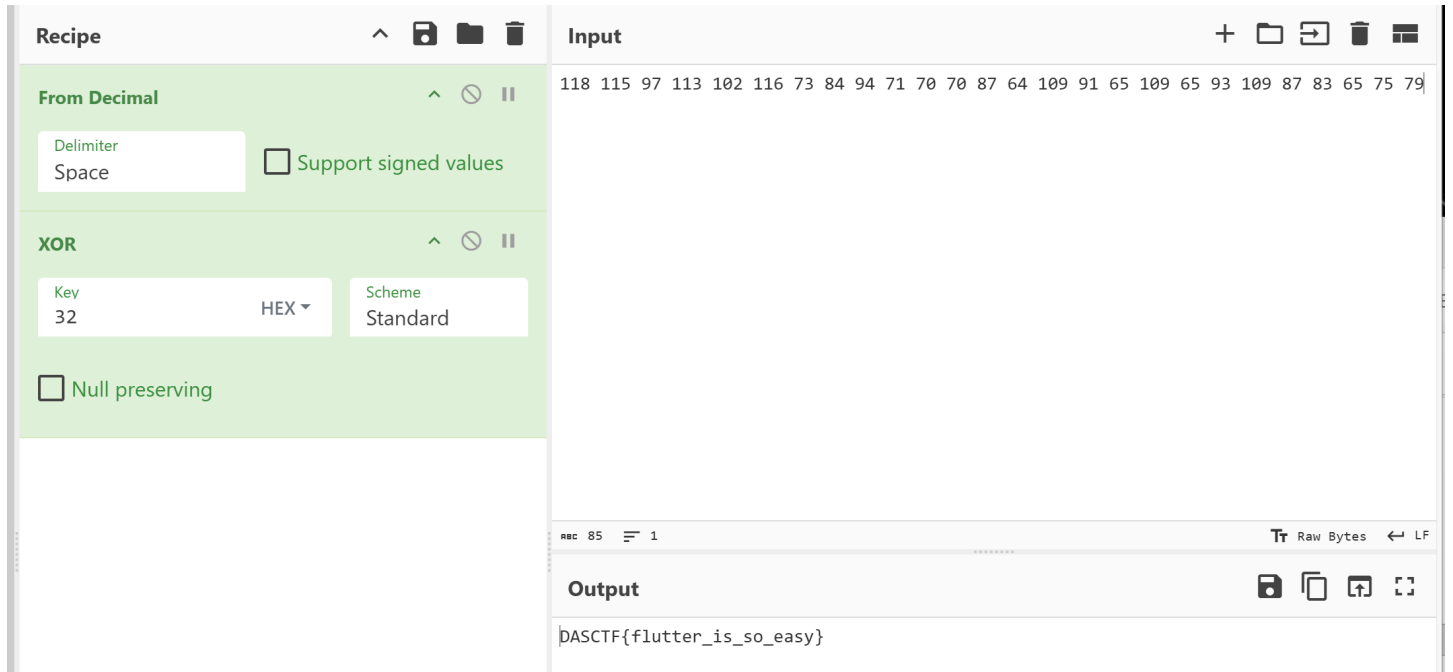 Recipe
From Decimal
Delimiter
Space
Support signed values
XOR
Key
32
HEX
Scheme
Standard
Null preserving
Input
118 115 97 113 102 116 73 84 94 71 70 70 87 64 109 91 65 109 65 93 109 87 83 65 75 79
ABC 85 1
Tт Raw Bytes LF
Output
DASCTF{flutter_is_so_easy}